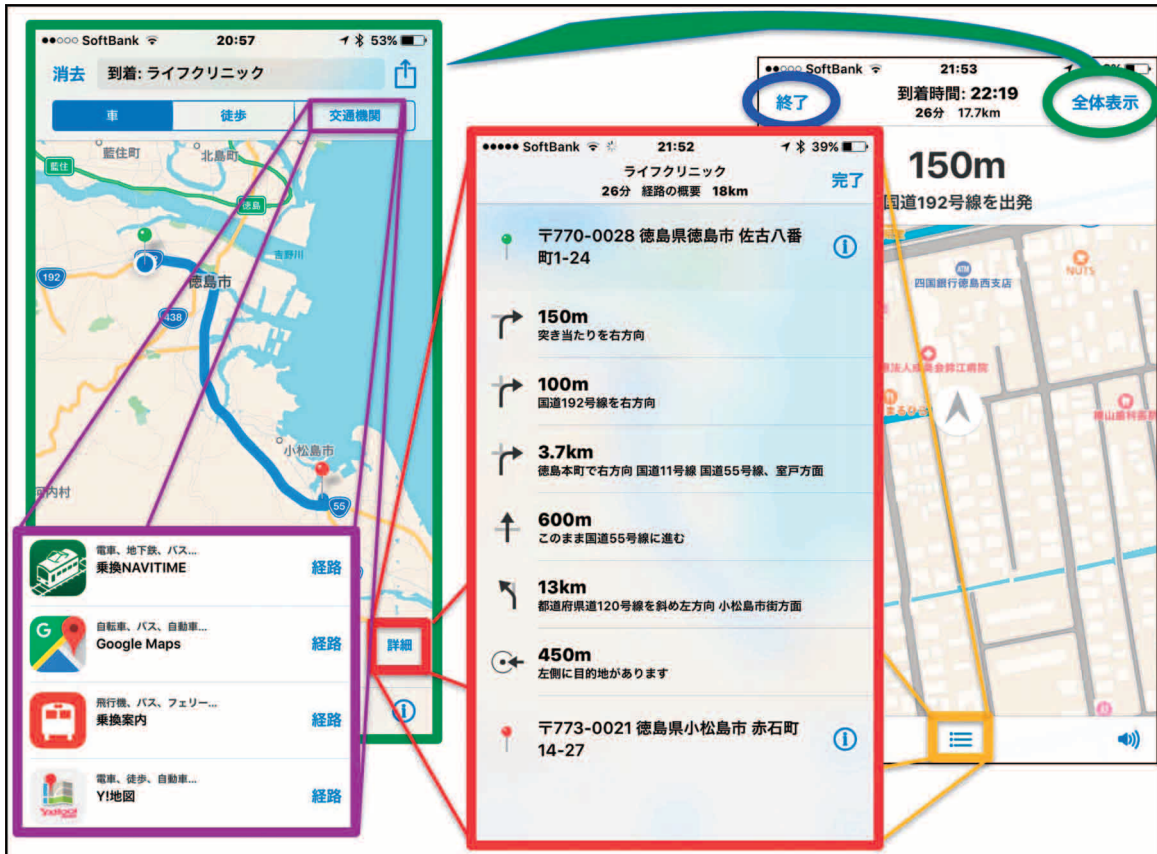 ●●○○○ SoftBank 20:57 53%
消去 到着: ライフクリニック
車 徒歩 交通機関
藍住町
北島町
藍住
徳島
吉野川
192
徳島市
438
小松島市
河内村
55
電車、地下鉄、バス...
乗換NAVITIME 経路
自転車、バス、自動車...
Google Maps 経路
飛行機、バス、フェリー...
乗換案内 経路
電車、徒歩、自動車...
Y!地図 経路
詳細
●●●●● SoftBank 21:52 39%
ライフクリニック
26分 経路の概要 18km
完了
〒770-0028 徳島県徳島市 佐古八番
町1-24
150m
突き当たりを右方向
100m
国道192号線を右方向
3.7km
徳島本町で右方向 国道11号線 国道55号線、室戸方面
600m
このまま国道55号線に進む
13km
都道府県道120号線を斜め左方向 小松島市街方面
450m
左側に目的地があります
〒773-0021 徳島県小松島市 赤石町
14-27
●●○○○ SoftBank 21:53
終了
到着時間: 22:19
26分 17.7km
全体表示
150m
国道192号線を出発
ATM
四国銀行徳島西支店
NUTS
まるひ